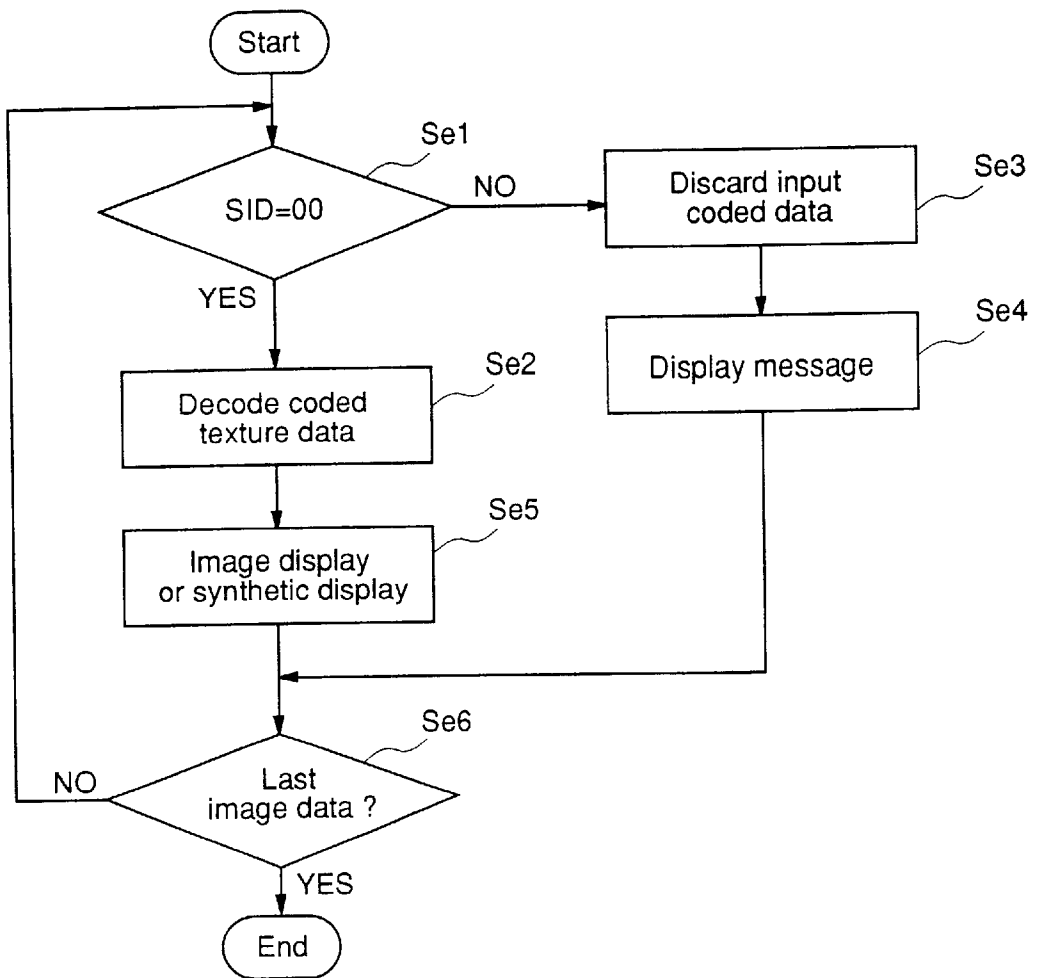 Start
Se1
SID=00
NO
YES
Discard input
coded data
Se3
Display message
Se4
Decode coded
texture data
Se2
Image display
or synthetic display
Se5
Last
image data ?
Se6
NO
YES
End